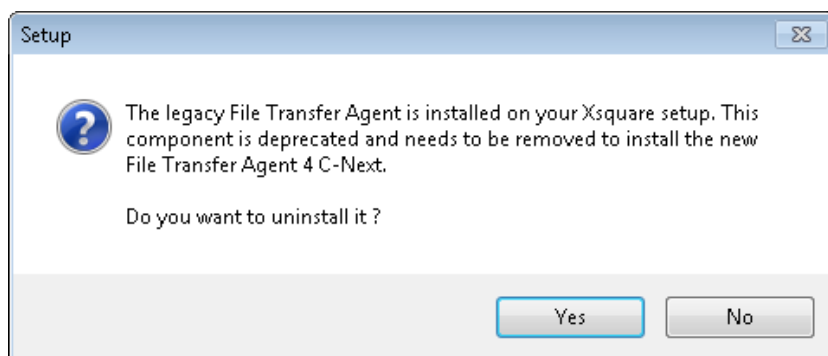 Setup
The legacy File Transfer Agent is installed on your Xsquare setup. This
component is deprecated and needs to be removed to install the new
File Transfer Agent 4 C-Next.
Do you want to uninstall it ?
Yes
No